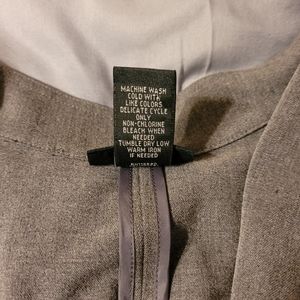 MACHINE WASH
COLD WITH
LIKE COLORS
DELICATE CYCLE
ONLY
NON-CHLORINE
BLEACH WHEN
NEEDED
TUMBLE DRY LOW
WARM IRON
IF NEEDED